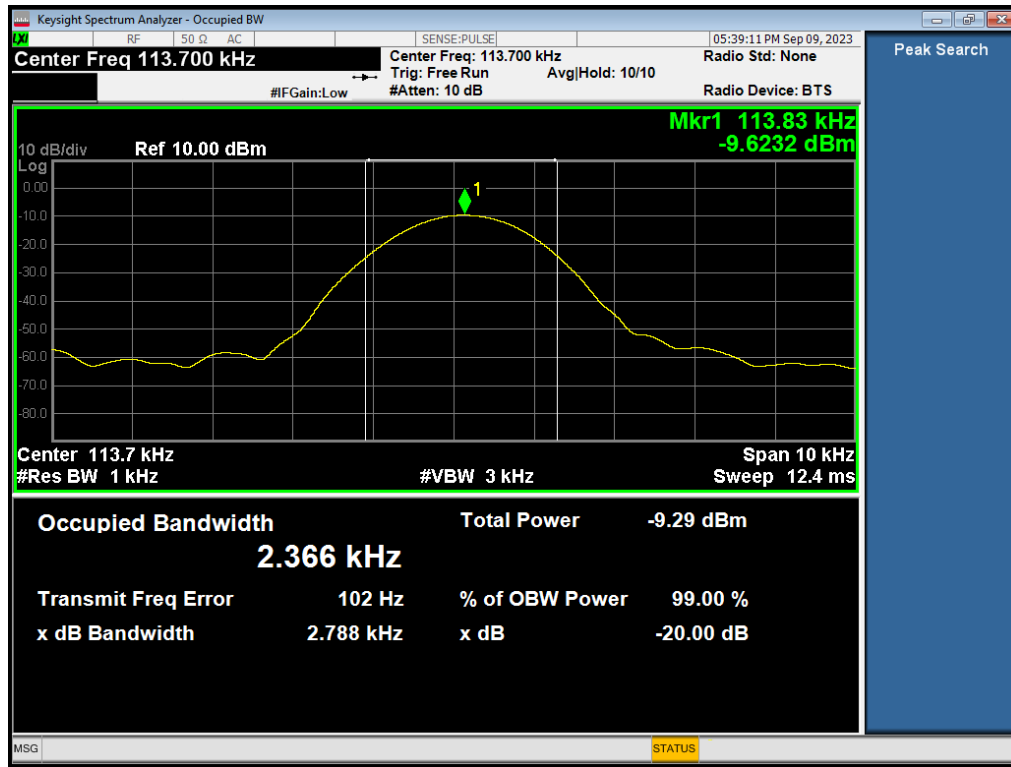 Keysight Spectrum Analyzer - Occupied BW
LXI RF 50 Ω AC SENSE:PULSE 05:39:11 PM Sep 09, 2023
Center Freq 113.700 kHz Center Freq: 113.700 kHz Radio Std: None
Trig: Free Run Avg|Hold: 10/10
#IFGain:Low #Atten: 10 dB Radio Device: BTS
Peak Search
Mkr1 113.83 kHz
10 dB/div Ref 10.00 dBm -9.6232 dBm
Log
0.00
1
-10.0
-20.0
-30.0
-40.0
-50.0
-60.0
-70.0
-80.0
Center 113.7 kHz Span 10 kHz
#Res BW 1 kHz #VBW 3 kHz Sweep 12.4 ms
Occupied Bandwidth Total Power -9.29 dBm
2.366 kHz
Transmit Freq Error 102 Hz % of OBW Power 99.00 %
x dB Bandwidth 2.788 kHz x dB -20.00 dB
MSG STATUS